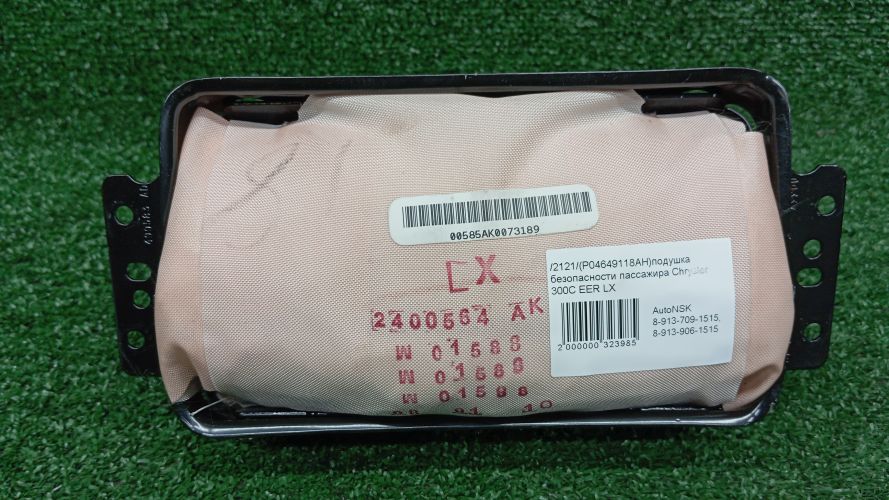 00585AK0073189
LX
2400564 AK
W 01588
W 01588
W 01588
/2121/(P04649118AH)подушка
безопасности пассажира Chrysler
300C EER LX
AutoNSK
8-913-709-1515,
8-913-906-1515
2 000000 323985